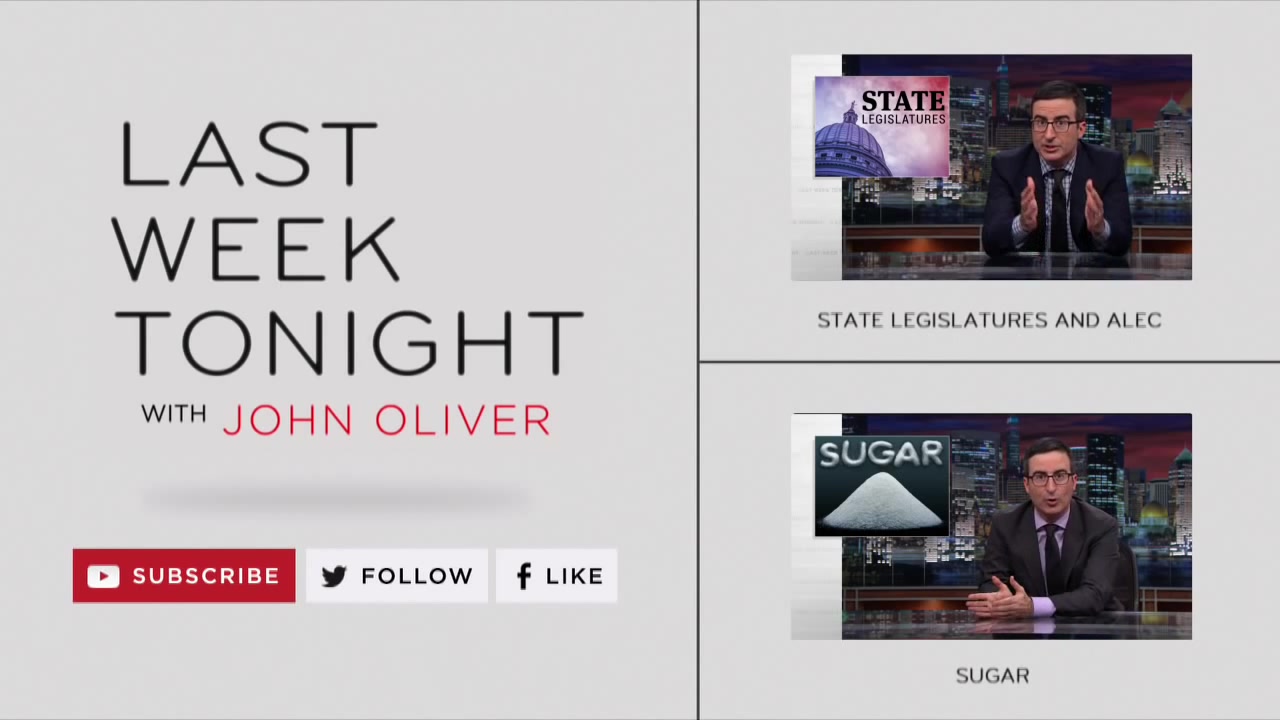 LAST
WEEK
TONIGHT
WITH JOHN OLIVER
SUBSCRIBE
FOLLOW
LIKE
STATE
LEGISLATURES
STATE LEGISLATURES AND ALEC
SUGAR
SUGAR